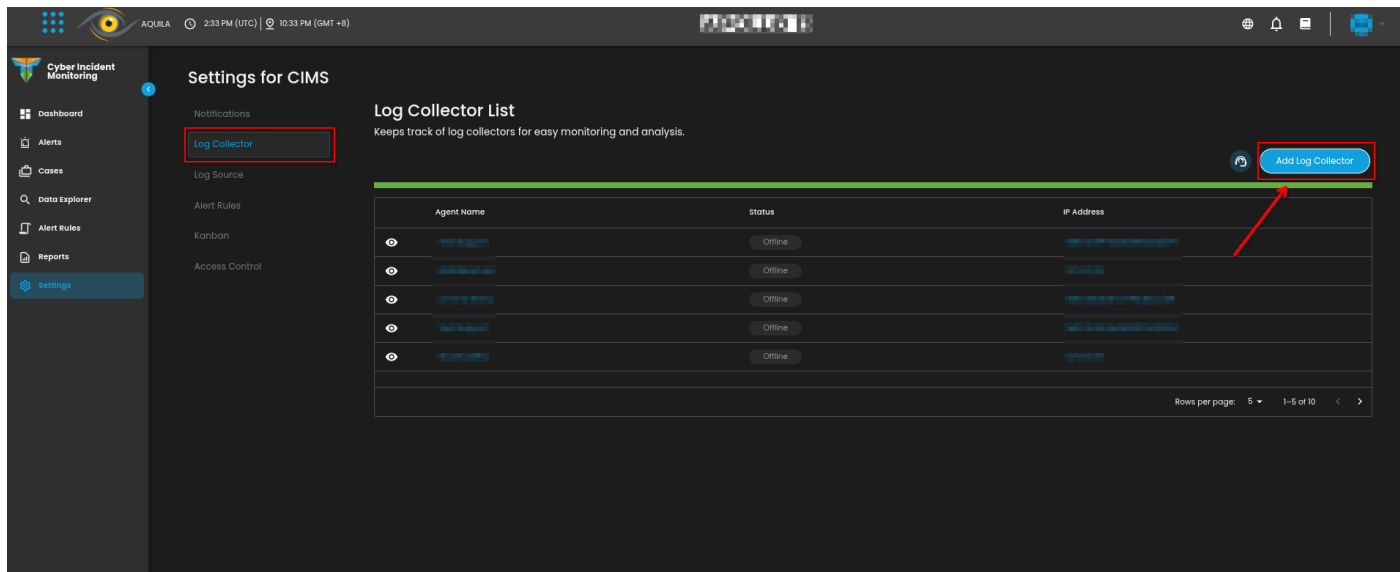 AQUILA 2:33 PM (UTC) 10:33 PM (GMT +8)
Cyber Incident
Monitoring
Dashboard
Alerts
Cases
Data Explorer
Alert Rules
Reports
Settings
Settings for CIMS
Notifications
Log Collector
Log Source
Alert Rules
Kanban
Access Control
Log Collector List
Keeps track of log collectors for easy monitoring and analysis.
Add Log Collector
Agent Name Status IP Address
Offline
Offline
Offline
Offline
Offline
Rows per page: 5 1-5 of 10